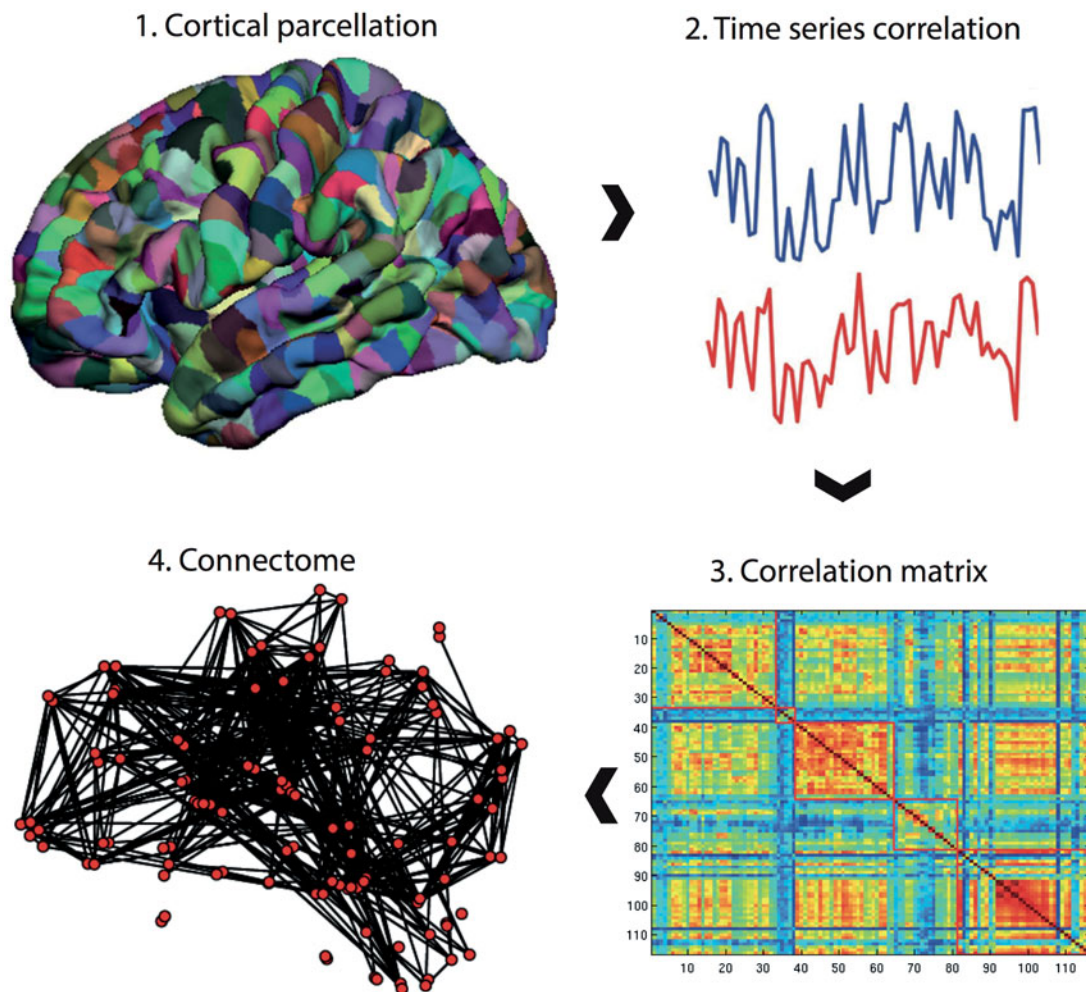 1. Cortical parcellation
2. Time series correlation
4. Connectome
3. Correlation matrix
10
20
30
40
50
60
70
80
90
100
110
10 20 30 40 50 60 70 80 90 100 110